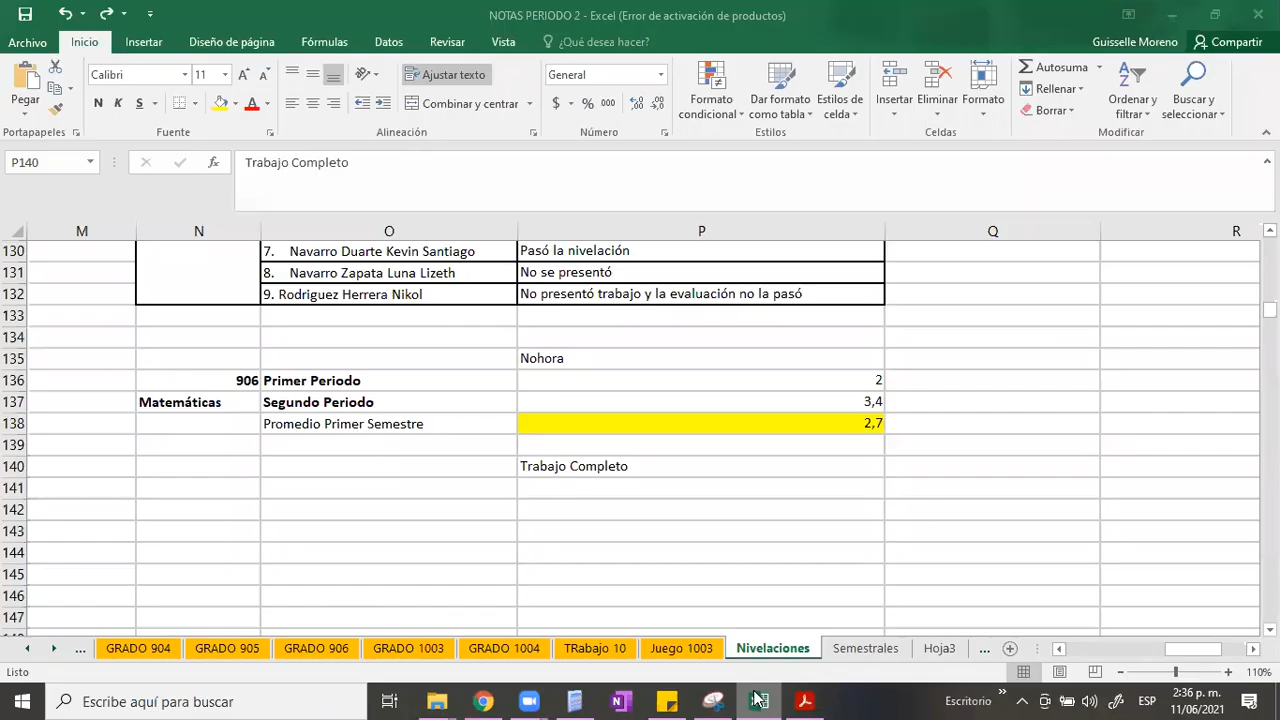 NOTAS PERIODO 2 - Excel (Error de activación de productos)
Archivo Inicio Insertar Diseño de página Fórmulas Datos Revisar Vista ¿Qué desea hacer? Guisselle Moreno Compartir
Calibri 11 Ajustar texto General Autosuma
Pegar N K S Combinar y centrar $ % 000 Formato condicional Dar formato como tabla Estilos de celda Insertar Eliminar Formato Rellenar Borrar Ordenar y filtrar Buscar y seleccionar
Portapapeles Fuente Alineación Número Estilos Celdas Modificar
P140 fx Trabajo Completo
M N O P Q R
130 7. Navarro Duarte Kevin Santiago Pasó la nivelación
131 8. Navarro Zapata Luna Lizeth No se presentó
132 9. Rodriguez Herrera Nikol No presentó trabajo y la evaluación no la pasó
133
134
135 Nohora
136 906 Primer Periodo 2
137 Matemáticas Segundo Periodo 3,4
138 Promedio Primer Semestre 2,7
139
140 Trabajo Completo
141
142
143
144
145
146
147
... GRADO 904 GRADO 905 GRADO 906 GRADO 1003 GRADO 1004 TRabajo 10 Juego 1003 Nivelaciones Semestrales Hoja3 ...
Listo 110%
Escribe aquí para buscar Escritorio ESP 2:36 p. m.
11/06/2021